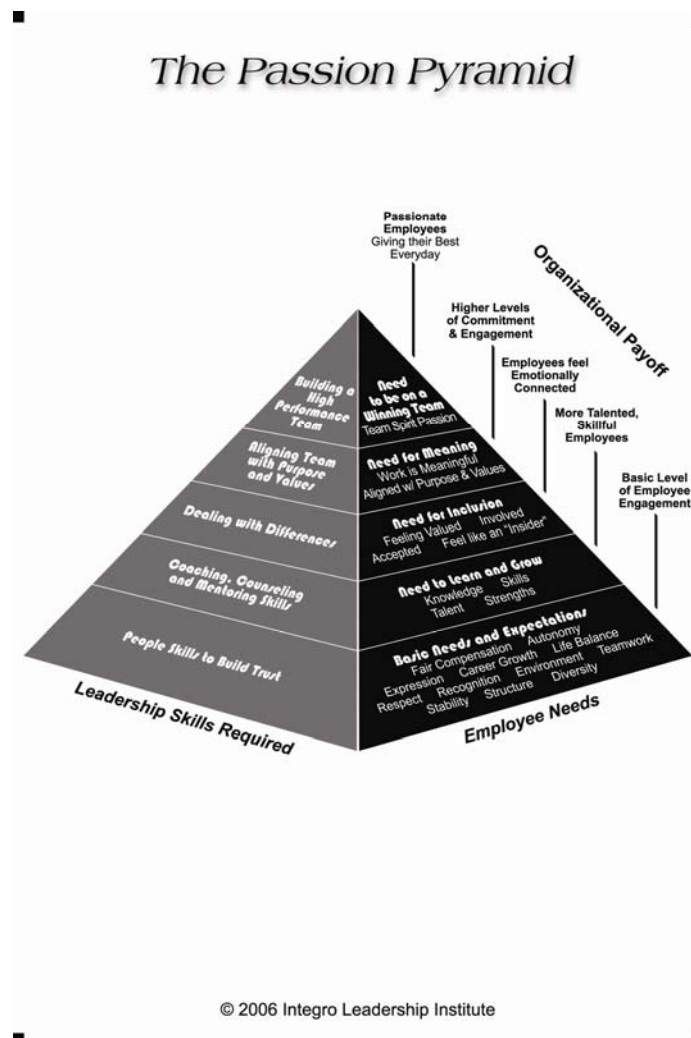 The Passion Pyramid
Passionate
Employees
Giving their Best
Everyday
Organizational Payoff
Higher Levels
of Commitment
& Engagement
Employees feel
Emotionally
Connected
More Talented,
Skillful
Employees
Basic Level
of Employee
Engagement
Building a
High
Performance
Team
Need
to be on a
Winning Team
Team Spirit Passion
Aligning Team
with Purpose
and Values
Need for Meaning
Work is Meaningful
Aligned w/ Purpose & Values
Dealing with Differences
Need for Inclusion
Feeling Valued Involved
Accepted Feel like an "Insider"
Coaching, Counseling
and Mentoring Skills
Need to Learn and Grow
Knowledge Skills
Talent Strengths
People Skills to Build Trust
Basic Needs and Expectations
Fair Compensation Autonomy
Expression Career Growth Life Balance
Respect Recognition Environment Teamwork
Stability Structure Diversity
Leadership Skills Required
Employee Needs
© 2006 Integro Leadership Institute